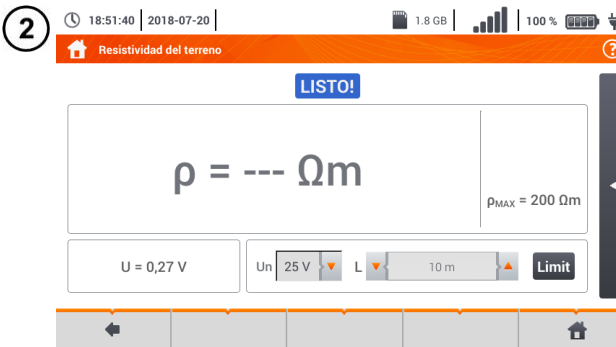 2
18:51:40 2018-07-20 1.8 GB 100 %
Resistividad del terreno ?
LISTO!
ρ = --- Ωm
ρMAX = 200 Ωm
U = 0,27 V Un 25 V L 10 m Limit